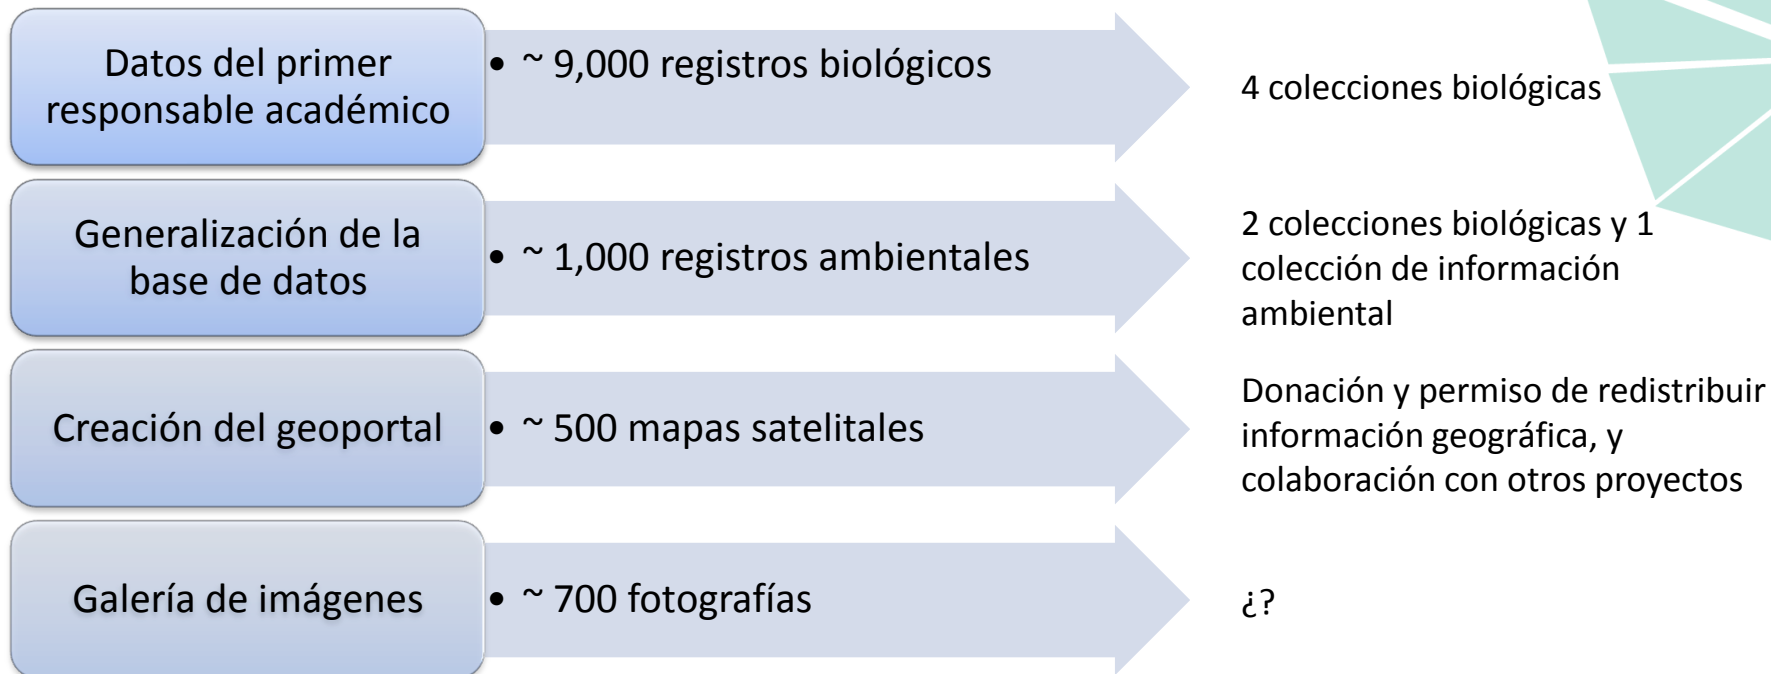 Datos del primer
responsable académico
• ~ 9,000 registros biológicos
4 colecciones biológicas
Generalización de la
base de datos
• ~ 1,000 registros ambientales
2 colecciones biológicas y 1
colección de información
ambiental
Creación del geoportal
• ~ 500 mapas satelitales
Donación y permiso de redistribuir
información geográfica, y
colaboración con otros proyectos
Galería de imágenes
• ~ 700 fotografías
¿?